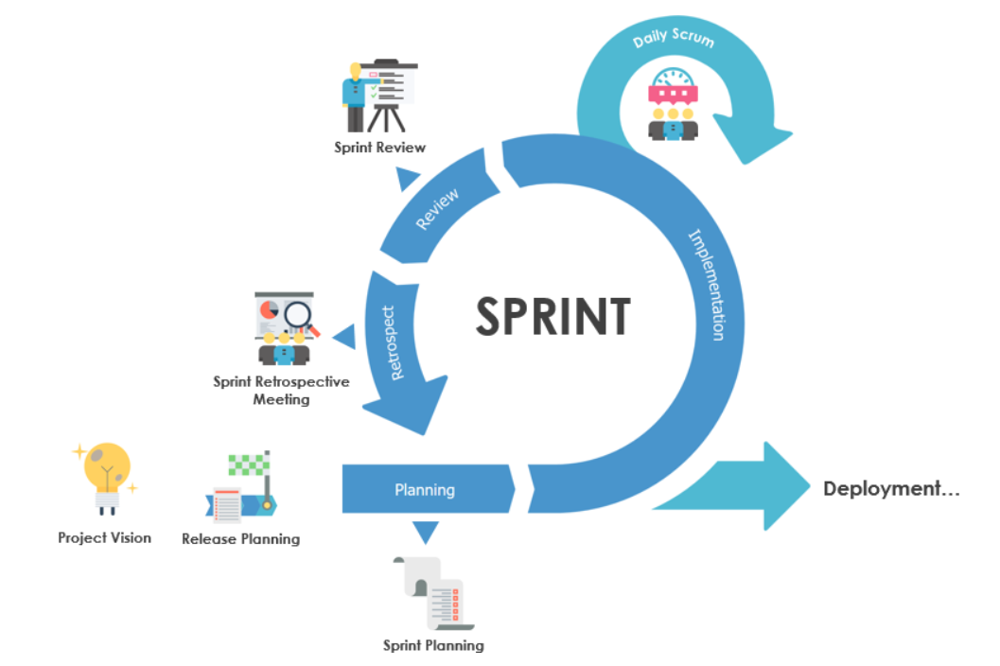 Daily Scrum
Sprint Review
Review
Implementation
SPRINT
Retrospect
Sprint Retrospective
Meeting
Planning
Deployment...
Project Vision
Release Planning
Sprint Planning